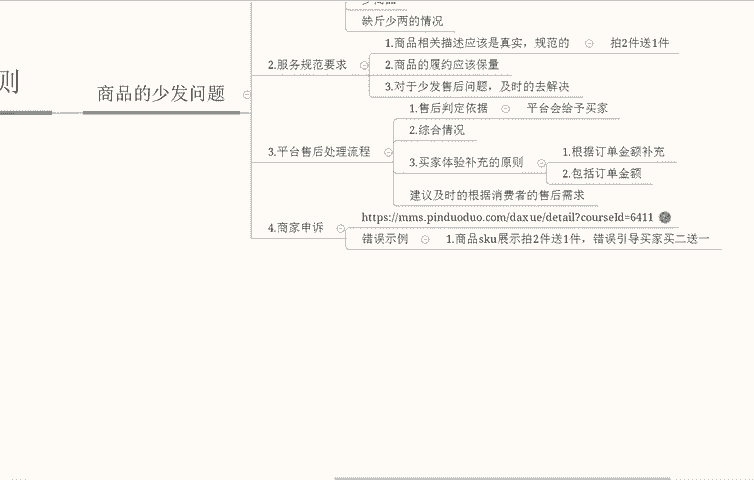 缺斤少两的情况
1.商品相关描述应该是真实，规范的 拍2件送1件
2.服务规范要求
2.商品的履约应该保量
则
3.对于少发售后问题，及时的去解决
商品的少发问题
1.售后判定依据 平台会给予买家
2.综合情况
3.平台售后处理流程
1.根据订单金额补充
3.买家体验补充的原则
2.包括订单金额
建议及时的根据消费者的售后需求
https://mms.pinduoduo.com/daxue/detail?courseId=6411
4.商家申诉
错误示例 1.商品sku展示拍2件送1件，错误引导买家买二送一